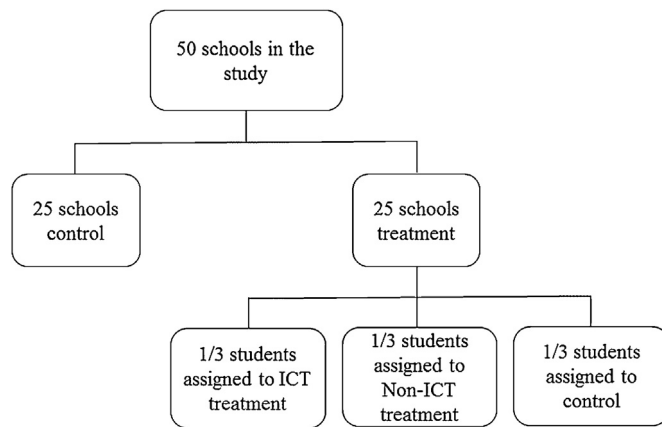 50 schools in the
study
25 schools
control
25 schools
treatment
1/3 students
assigned to ICT
treatment
1/3 students
assigned to
Non-ICT
treatment
1/3 students
assigned to
control